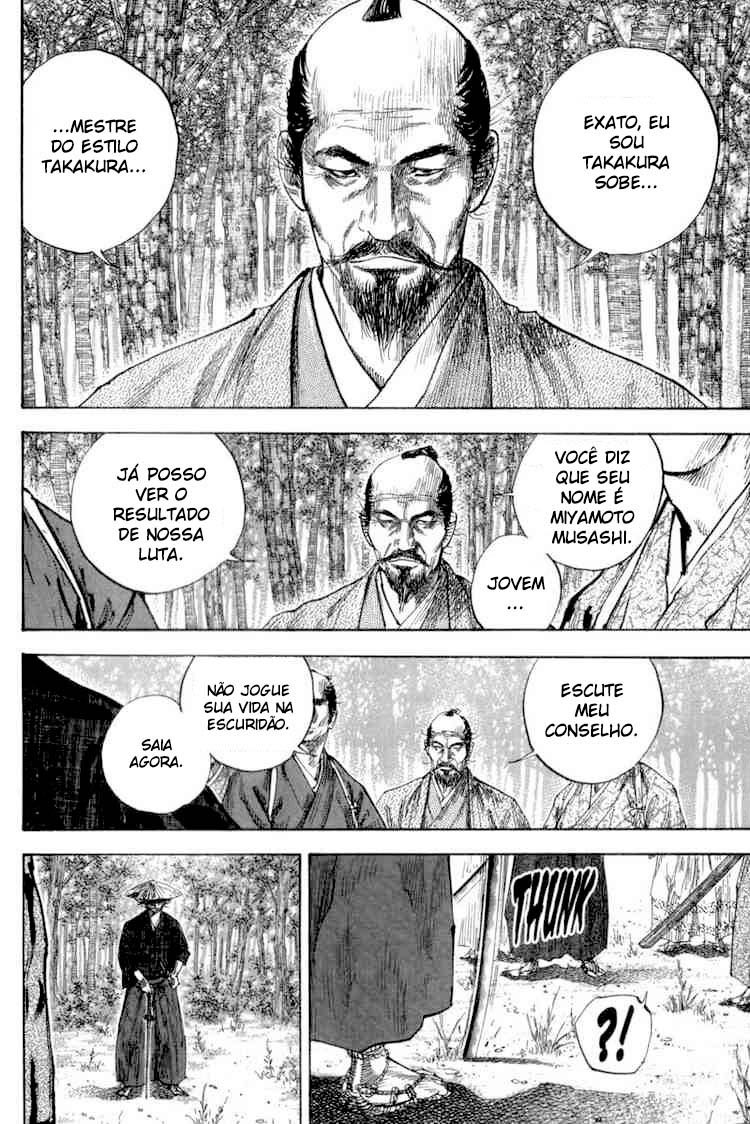 EXATO, EU
SOU
TAKAKURA
SOBE...
...MESTRE
DO ESTILO
TAKAKURA...
VOCÊ DIZ
QUE SEU
NOME É
MIYAMOTO
MUSASHI.
JOVEM
...
JÁ POSSO
VER O
RESULTADO
DE NOSSA
LUTA.
ESCUTE
MEU
CONSELHO.
NÃO JOGUE
SUA VIDA NA
ESCURIDÃO.
SAIA
AGORA.
THUNK
?!